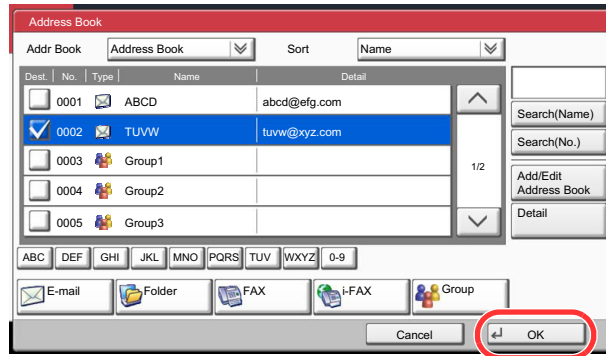 Address Book
Addr Book Address Book Sort Name
Dest. No. Type Name Detail
0001 ABCD abcd@efg.com
0002 TUVW tuvw@xyz.com
0003 Group1
0004 Group2
0005 Group3
1/2
Search(Name)
Search(No.)
Add/Edit
Address Book
Detail
ABC DEF GHI JKL MNO PQRS TUV WXYZ 0-9
E-mail Folder FAX i-FAX Group
Cancel OK